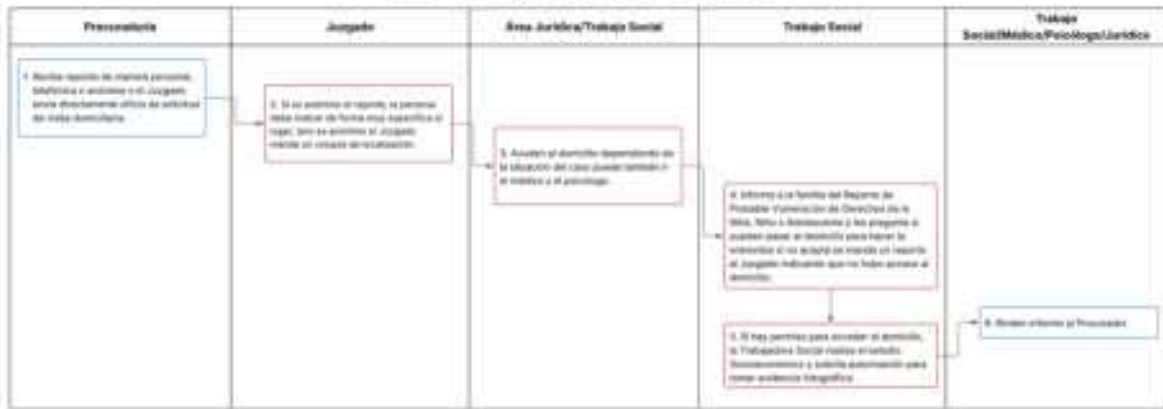 Procuraduría
Juzgado
Área Jurídica/Trabajo Social
Trabajo Social
Trabajo
Social/Médico/Psicólogo/Jurídico
1. Recibe reporte de manera personal,
telefónica o anónima o el Juzgado
envía directamente oficio de solicitud
de visita domiciliaria.
2. Si es anónimo el reporte, la persona
debe indicar de forma muy específica el
lugar, si no es anónimo el Juzgado
manda un croquis de localización.
3. Acuden al domicilio dependiendo de
la situación del caso puede también ir
el médico y el psicólogo.
4. Informa a la familia del Reporte de
Probable Vulneración de Derechos de la
Niña, Niño o Adolescente y les pregunta si
pueden pasar al domicilio para hacer la
entrevista si no acepta se manda un reporte
al Juzgado indicando que no hubo acceso al
domicilio.
5. Si hay permiso para acceder al domicilio,
la Trabajadora Social realiza el estudio
Socioeconómico y solicita autorización para
tomar evidencia fotográfica.
6. Rinden informe al Procurador.